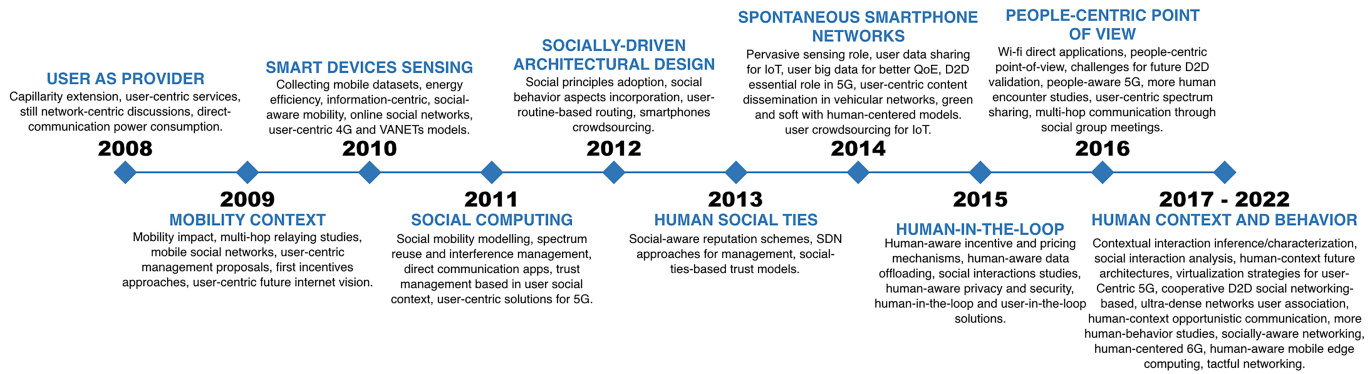 USER AS PROVIDER
Capillarity extension, user-centric services,
still network-centric discussions, direct-
communication power consumption.
2008
2009
MOBILITY CONTEXT
Mobility impact, multi-hop relaying studies,
mobile social networks, user-centric
management proposals, first incentives
approaches, user-centric future internet vision.
SMART DEVICES SENSING
Collecting mobile datasets, energy
efficiency, information-centric, social-
aware mobility, online social networks,
user-centric 4G and VANETs models.
2010
2011
SOCIAL COMPUTING
Social mobility modelling, spectrum
reuse and interference management,
direct communication apps, trust
management based in user social
context, user-centric solutions for 5G.
SOCIALLY-DRIVEN
ARCHITECTURAL DESIGN
Social principles adoption, social
behavior aspects incorporation, user-
routine-based routing, smartphones
crowdsourcing.
2012
2013
HUMAN SOCIAL TIES
Social-aware reputation schemes, SDN
approaches for management, social-
ties-based trust models.
SPONTANEOUS SMARTPHONE
NETWORKS
Pervasive sensing role, user data sharing
for IoT, user big data for better QoE, D2D
essential role in 5G, user-centric content
dissemination in vehicular networks, green
and soft with human-centered models.
user crowdsourcing for IoT.
2014
2015
HUMAN-IN-THE-LOOP
Human-aware incentive and pricing
mechanisms, human-aware data
offloading, social interactions studies,
human-aware privacy and security,
human-in-the-loop and user-in-the-loop
solutions.
PEOPLE-CENTRIC POINT
OF VIEW
Wi-fi direct applications, people-centric
point-of-view, challenges for future D2D
validation, people-aware 5G, more human
encounter studies, user-centric spectrum
sharing, multi-hop communication through
social group meetings.
2016
2017 - 2022
HUMAN CONTEXT AND BEHAVIOR
Contextual interaction inference/characterization,
social interaction analysis, human-context future
architectures, virtualization strategies for user-
Centric 5G, cooperative D2D social networking-
based, ultra-dense networks user association,
human-context opportunistic communication, more
human-behavior studies, socially-aware networking,
human-centered 6G, human-aware mobile edge
computing, tactful networking.